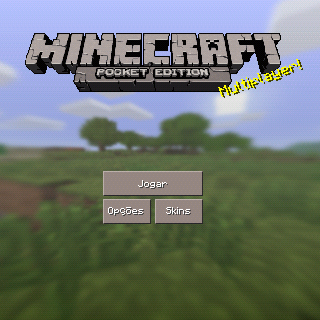 MINECRAFT
POCKET EDITION
Multiplayer!
Jogar
Opções
Skins